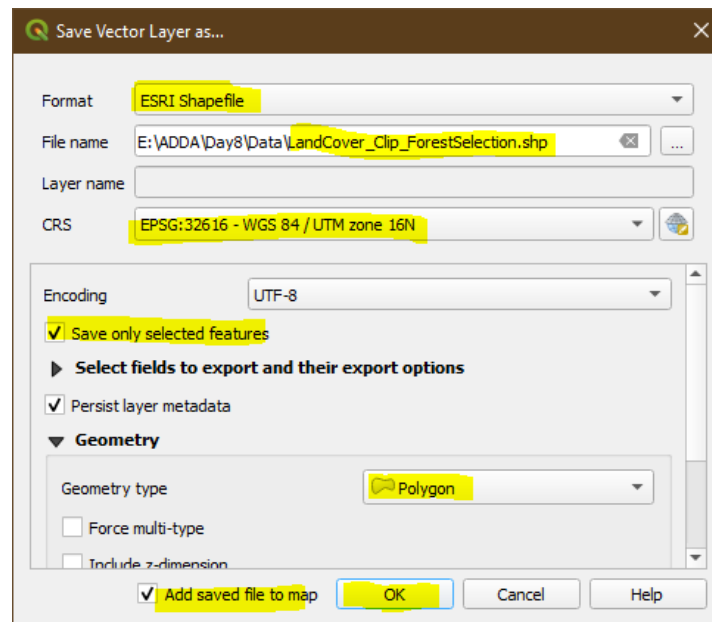 Save Vector Layer as...
Format ESRI Shapefile
File name E:\ADDA\Day8\Data\LandCover_Clip_ForestSelection.shp ...
Layer name
CRS EPSG:32616 - WGS 84 / UTM zone 16N
Encoding UTF-8
Save only selected features
Select fields to export and their export options
Persist layer metadata
Geometry
Geometry type Polygon
Force multi-type
Include z-dimension
Add saved file to map OK Cancel Help